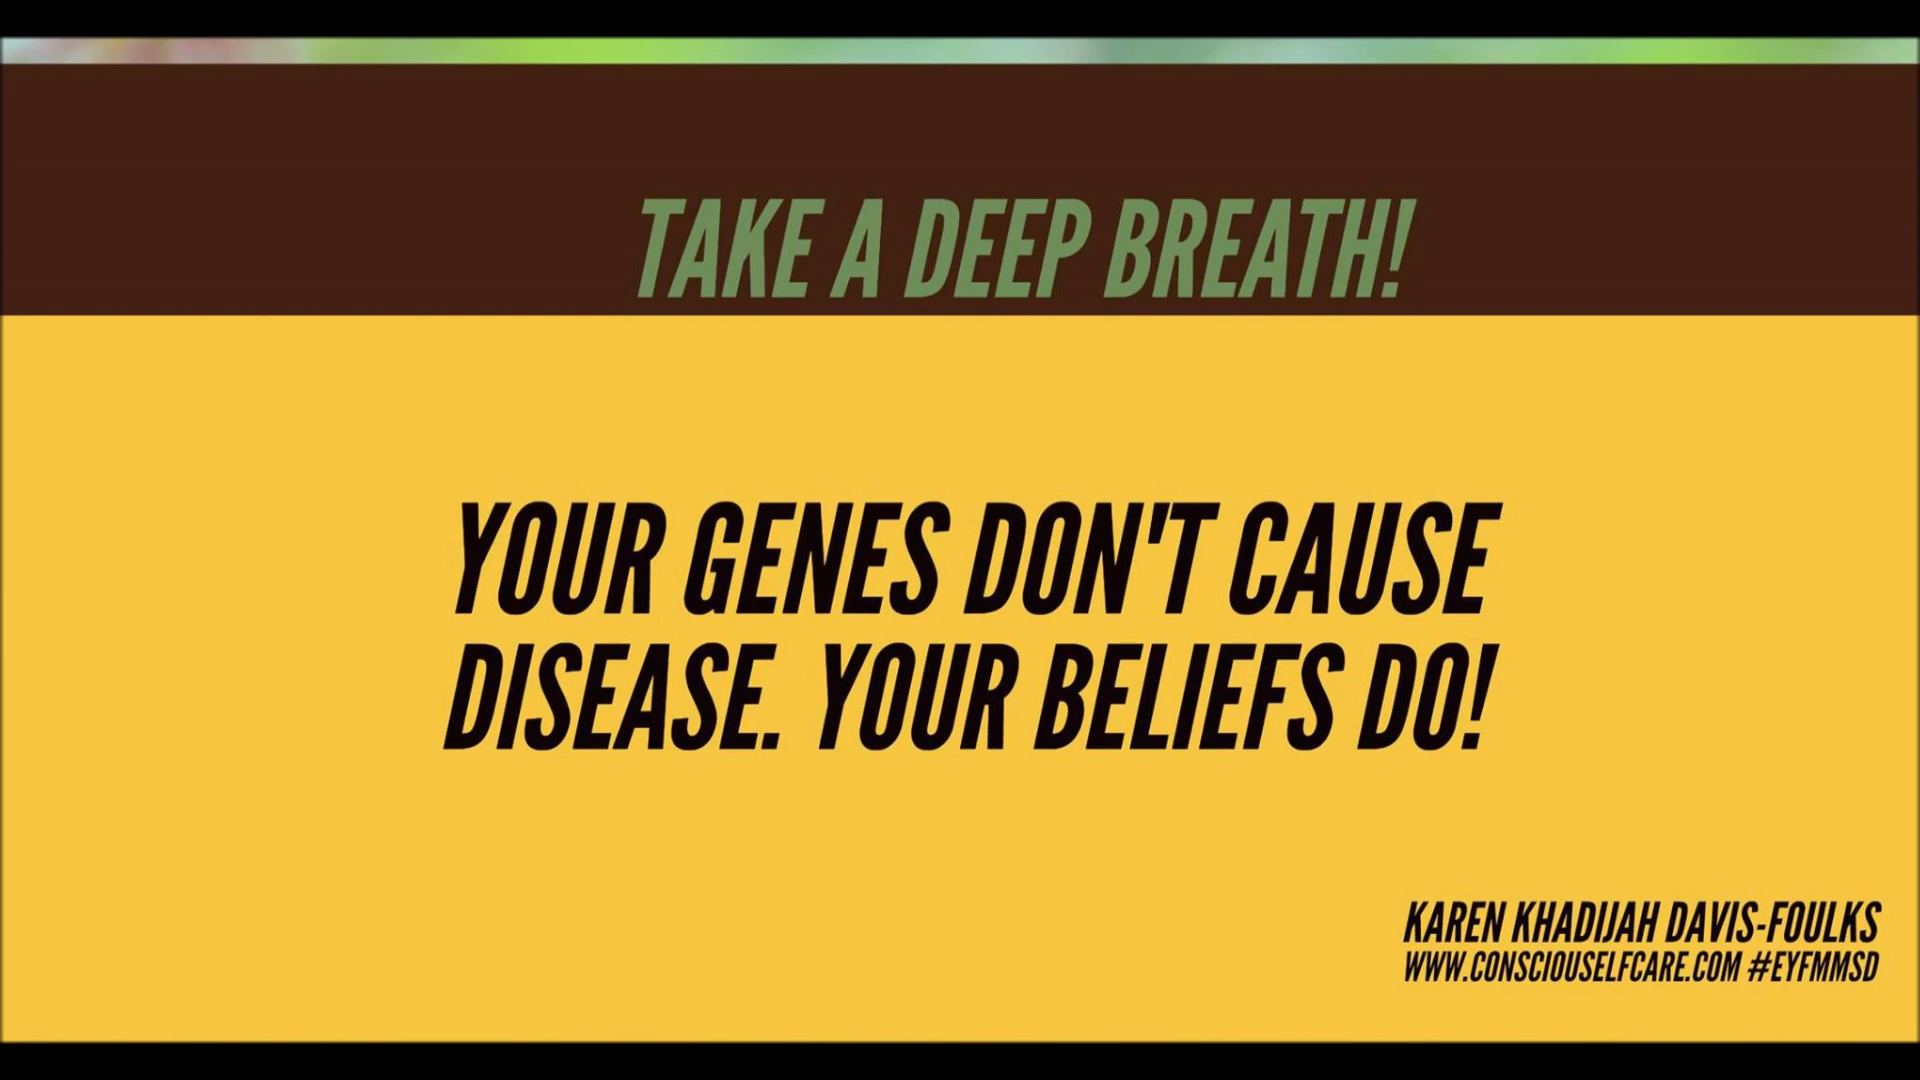 TAKE A DEEP BREATH!
YOUR GENES DON'T CAUSE
DISEASE. YOUR BELIEFS DO!
KAREN KHADIJAH DAVIS-FOULKS
WWW.CONSCIOUSELFCARE.COM #EYFMMSD